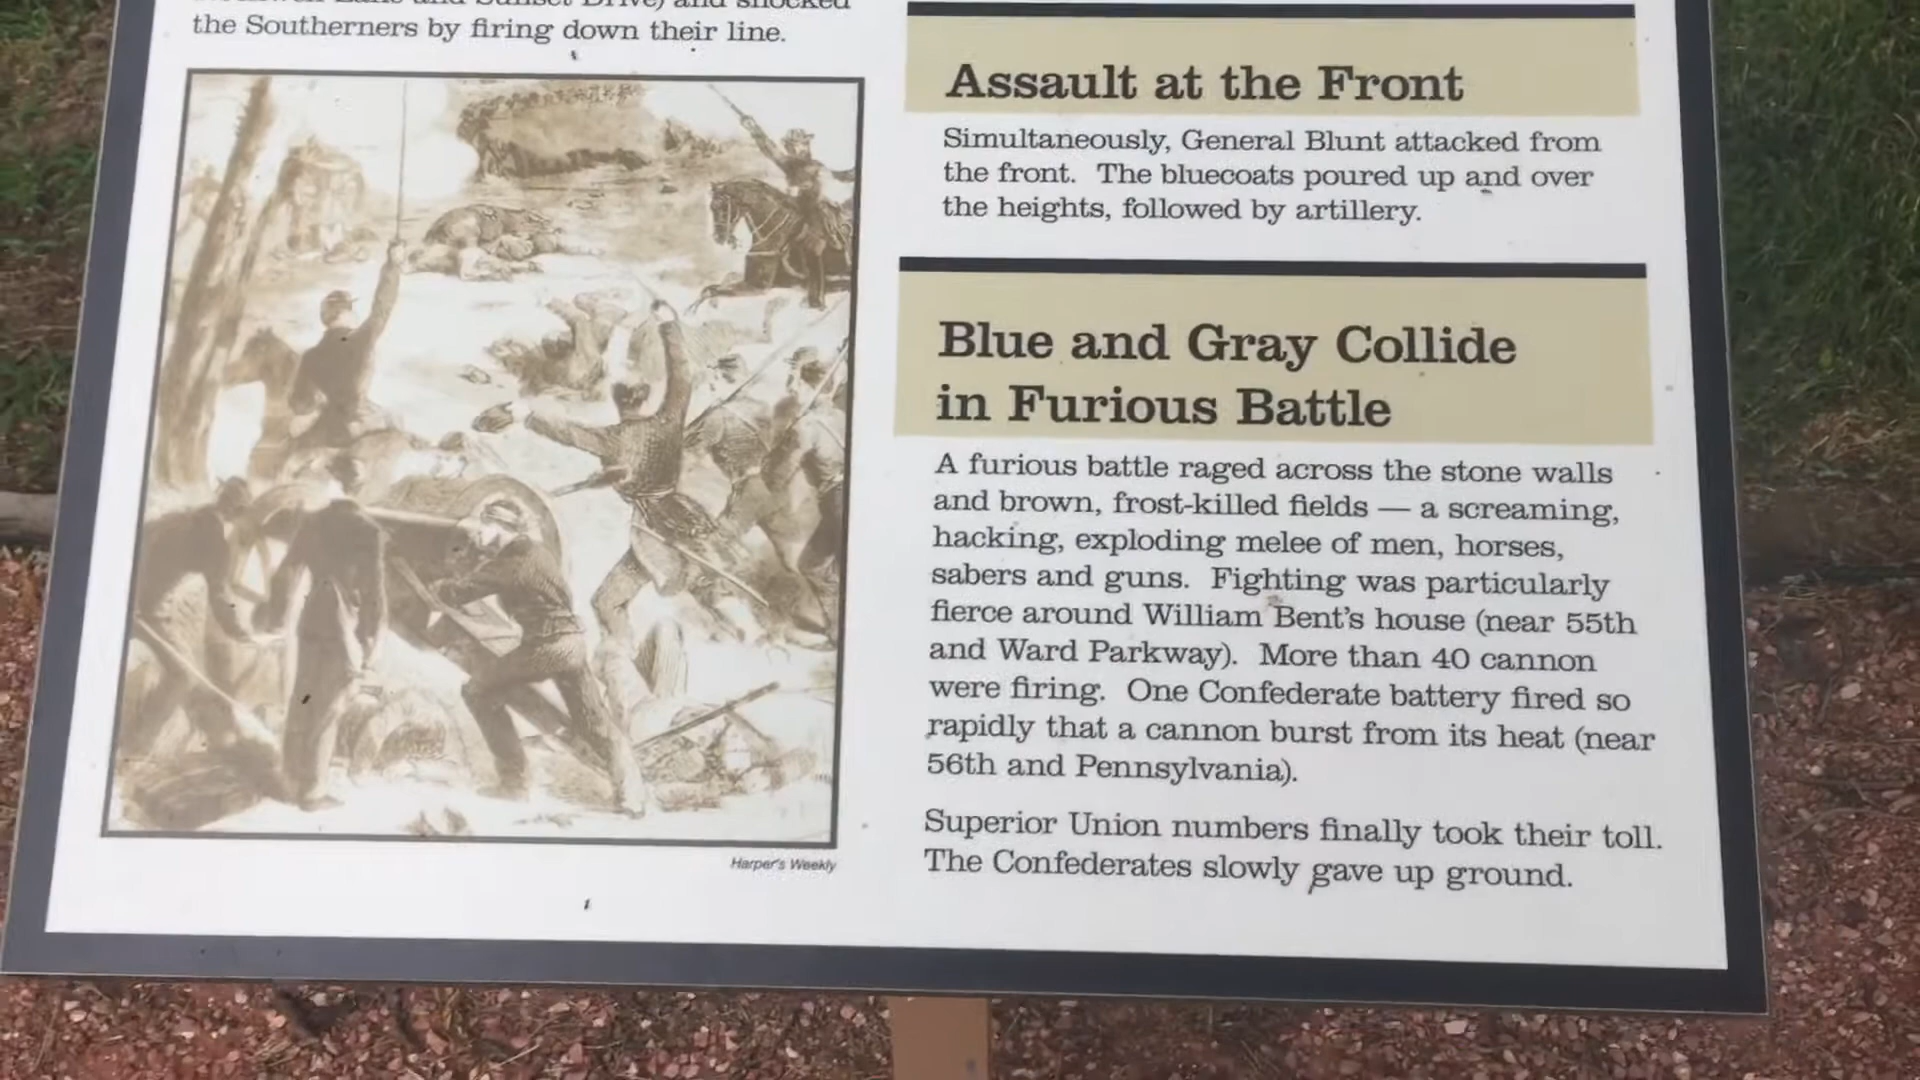 and Sunset Drive) and shocked
the Southerners by firing down their line.
Harper's Weekly
Assault at the Front
Simultaneously, General Blunt attacked from
the front. The bluecoats poured up and over
the heights, followed by artillery.
Blue and Gray Collide
in Furious Battle
A furious battle raged across the stone walls
and brown, frost-killed fields — a screaming,
hacking, exploding melee of men, horses,
sabers and guns. Fighting was particularly
fierce around William Bent's house (near 55th
and Ward Parkway). More than 40 cannon
were firing. One Confederate battery fired so
rapidly that a cannon burst from its heat (near
56th and Pennsylvania).
Superior Union numbers finally took their toll.
The Confederates slowly gave up ground.